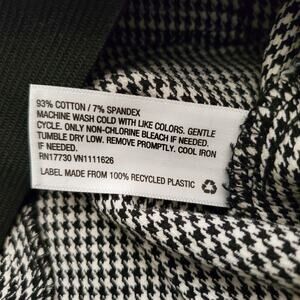 93% COTTON / 7% SPANDEX
MACHINE WASH COLD WITH LIKE COLORS. GENTLE
CYCLE. ONLY NON-CHLORINE BLEACH IF NEEDED.
TUMBLE DRY LOW. REMOVE PROMPTLY. COOL IRON
IF NEEDED.
RN17730 VN1111626
LABEL MADE FROM 100% RECYCLED PLASTIC